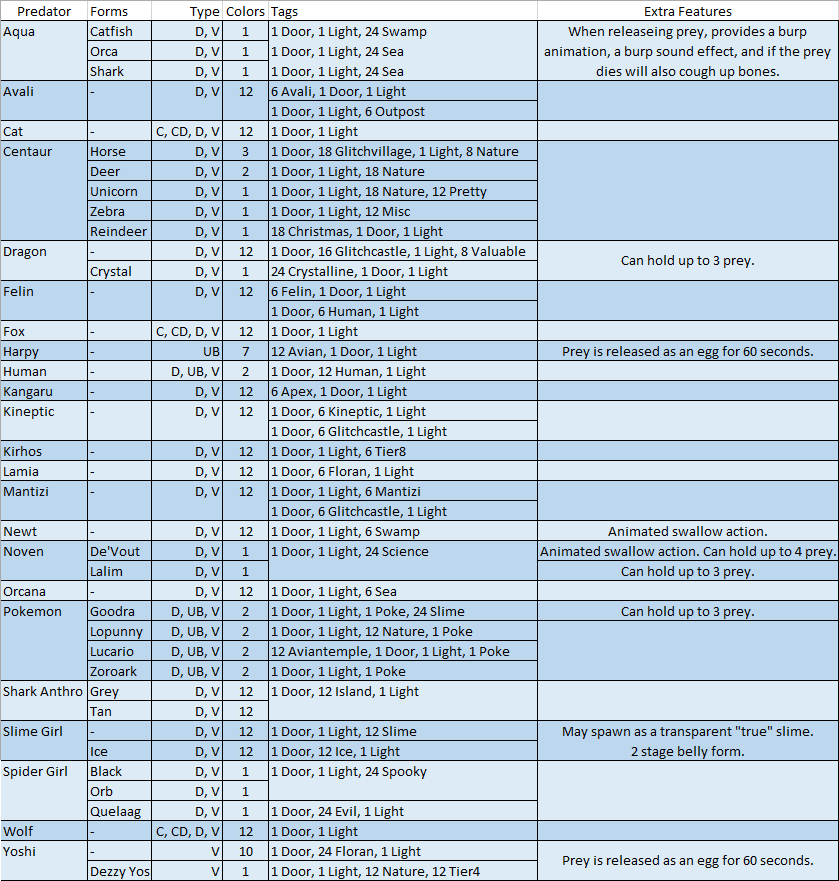 Predator Forms Type Colors Tags Extra Features
Aqua Catfish D, V 1 1 Door, 1 Light, 24 Swamp When releaseing prey, provides a burp
Orca D, V 1 1 Door, 1 Light, 24 Sea animation, a burp sound effect, and if the prey
Shark D, V 1 1 Door, 1 Light, 24 Sea dies will also cough up bones.
Avali - D, V 12 6 Avali, 1 Door, 1 Light
1 Door, 1 Light, 6 Outpost
Cat - C, CD, D, V 12 1 Door, 1 Light
Centaur Horse D, V 3 1 Door, 18 Glitchvillage, 1 Light, 8 Nature
Deer D, V 2 1 Door, 1 Light, 18 Nature
Unicorn D, V 1 1 Door, 1 Light, 18 Nature, 12 Pretty
Zebra D, V 1 1 Door, 1 Light, 12 Misc
Reindeer D, V 1 18 Christmas, 1 Door, 1 Light
Dragon - D, V 12 1 Door, 16 Glitchcastle, 1 Light, 8 Valuable
Can hold up to 3 prey.
Crystal D, V 1 24 Crystalline, 1 Door, 1 Light
Felin - D, V 12 6 Felin, 1 Door, 1 Light
1 Door, 6 Human, 1 Light
Fox - C, CD, D, V 12 1 Door, 1 Light
Harpy - UB 7 12 Avian, 1 Door, 1 Light Prey is released as an egg for 60 seconds.
Human - D, UB, V 2 1 Door, 12 Human, 1 Light
Kangaru - D, V 12 6 Apex, 1 Door, 1 Light
Kineptic - D, V 12 1 Door, 6 Kineptic, 1 Light
1 Door, 6 Glitchcastle, 1 Light
Kirhos - D, V 12 1 Door, 1 Light, 6 Tier8
Lamia - D, V 12 1 Door, 6 Floran, 1 Light
Mantizi - D, V 12 1 Door, 1 Light, 6 Mantizi
1 Door, 6 Glitchcastle, 1 Light
Newt - D, V 12 1 Door, 1 Light, 6 Swamp Animated swallow action.
Noven De'Vout D, V 1 1 Door, 1 Light, 24 Science Animated swallow action. Can hold up to 4 prey.
Lalim D, V 1 Can hold up to 3 prey.
Orcana - D, V 12 1 Door, 1 Light, 6 Sea
Pokemon Goodra D, UB, V 2 1 Door, 1 Light, 1 Poke, 24 Slime Can hold up to 3 prey.
Lopunny D, UB, V 2 1 Door, 1 Light, 12 Nature, 1 Poke
Lucario D, UB, V 2 12 Aviantemple, 1 Door, 1 Light, 1 Poke
Zoroark D, UB, V 2 1 Door, 1 Light, 1 Poke
Shark Anthro Grey D, V 12 1 Door, 12 Island, 1 Light
Tan D, V 12
Slime Girl - D, V 12 1 Door, 1 Light, 12 Slime May spawn as a transparent "true" slime.
Ice D, V 12 1 Door, 12 Ice, 1 Light 2 stage belly form.
Spider Girl Black D, V 1 1 Door, 1 Light, 24 Spooky
Orb D, V 1
Quelaag D, V 1 1 Door, 24 Evil, 1 Light
Wolf - C, CD, D, V 12 1 Door, 1 Light
Yoshi - V 10 1 Door, 24 Floran, 1 Light
Prey is released as an egg for 60 seconds.
Dezzy Yos V 1 1 Door, 1 Light, 12 Nature, 12 Tier4